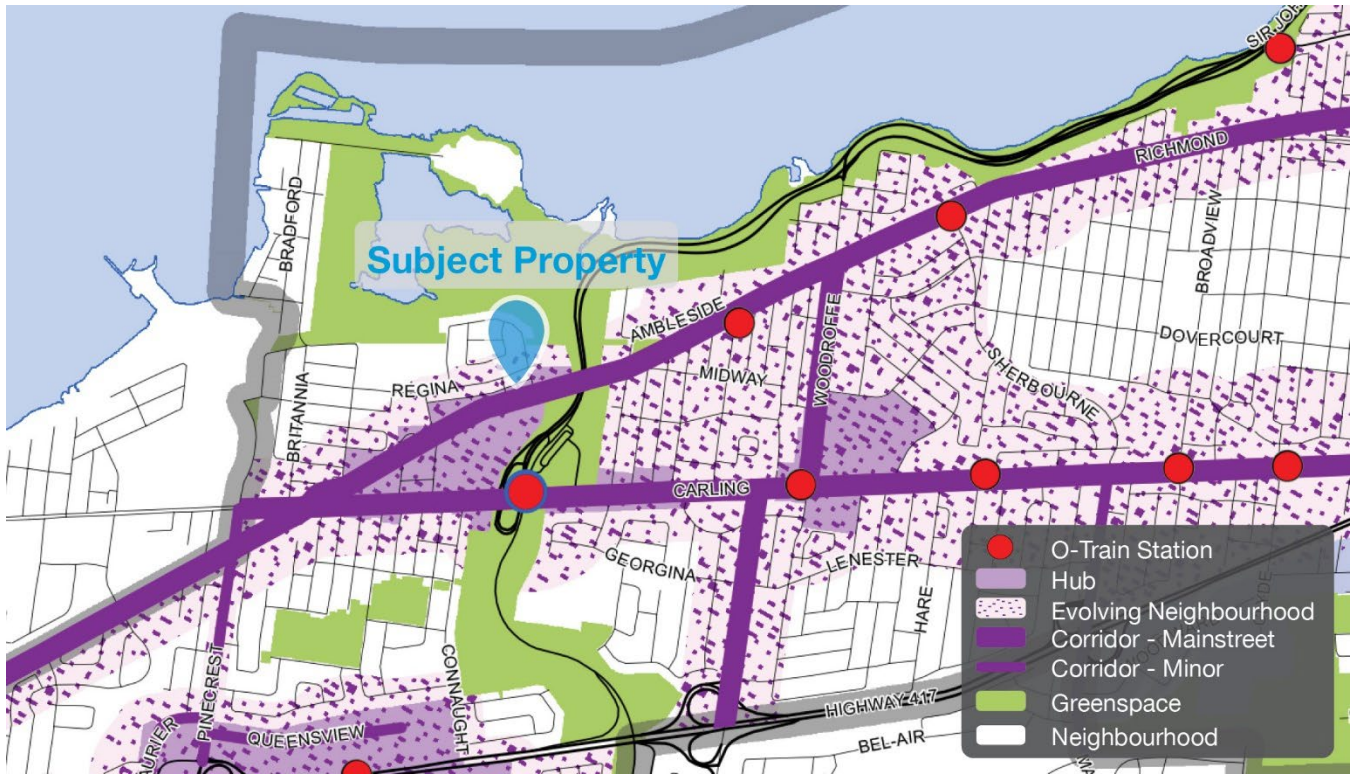 SIR JOH
RICHMOND
BRADFORD
BROADVIEW
Subject Property
AMBLESIDE
WOODROFFE
DOVERCOURT
MIDWAY
SHERBOURNE
REGINA
BRITANNIA
CARLING
GEORGINA
LENESTER
HARE
PINECREST
CONNAUGHT
HIGHWAY 417
QUEENSVIEW
BEL-AIR
O-Train Station
Hub
Evolving Neighbourhood
Corridor - Mainstreet
Corridor - Minor
Greenspace
Neighbourhood